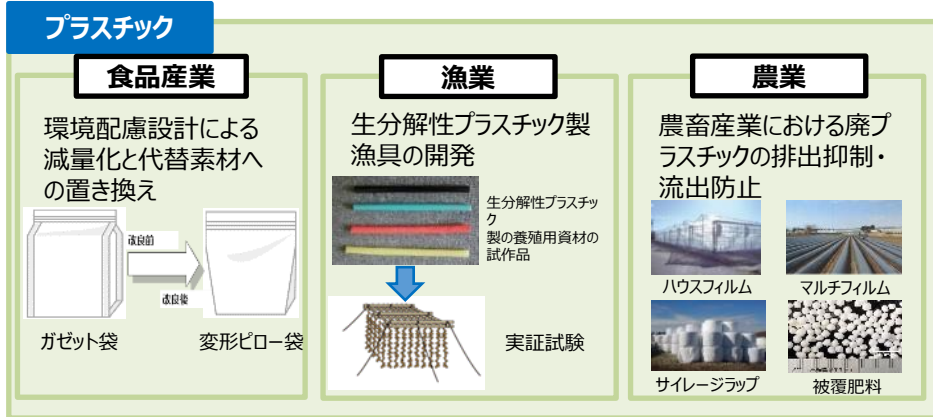 プラスチック
食品産業
環境配慮設計による
減量化と代替素材へ
の置き換え
改良前
改良後
ガゼット袋
変形ピロー袋
漁業
生分解性プラスチック製
漁具の開発
生分解性プラスチッ
ク
製の養殖用資材の
試作品
実証試験
農業
農畜産業における廃プ
ラスチックの排出抑制・
流出防止
ハウスフィルム
マルチフィルム
サイレージラップ
被覆肥料